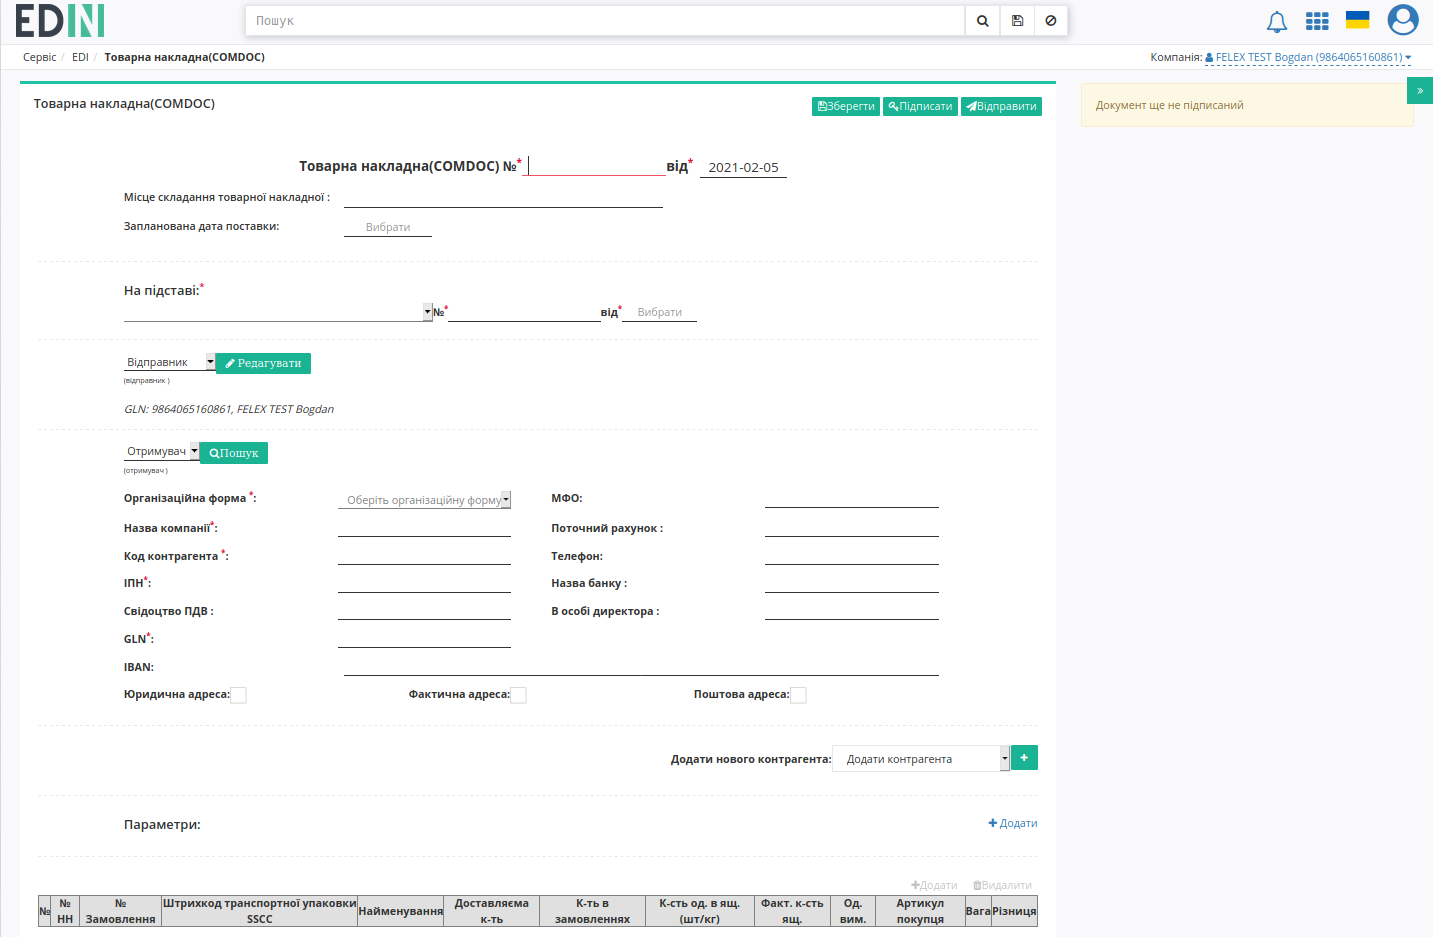 EDIN
Пошук
Сервіс / EDI / Товарна накладна(COMDOC)
Компанія: FELEX TEST Bogdan (9864065160861)
Товарна накладна(COMDOC)
Зберегти Підписати Відправити
Документ ще не підписаний
»
Товарна накладна(COMDOC) №* від* 2021-02-05
Місце складання товарної накладної :
Запланована дата поставки: Вибрати
На підставі:*
№* від* Вибрати
Відправник Редагувати
(відправник )
GLN: 9864065160861, FELEX TEST Bogdan
Отримувач Пошук
(отримувач )
Організаційна форма *: Оберіть організаційну форму МФО:
Назва компанії*: Поточний рахунок :
Код контрагента *: Телефон:
ІПН*: Назва банку :
Свідоцтво ПДВ : В особі директора :
GLN*:
IBAN:
Юридична адреса: Фактична адреса: Поштова адреса:
Додати нового контрагента: Додати контрагента +
Параметри: + Додати
+Додати Видалити
№ № НН № Замовлення Штрихкод транспортної упаковки SSCC Найменування Доставляєма к-ть К-ть в замовленнях К-сть од. в ящ. (шт/кг) Факт. к-сть ящ. Од. вим. Артикул покупця Вага Різниця